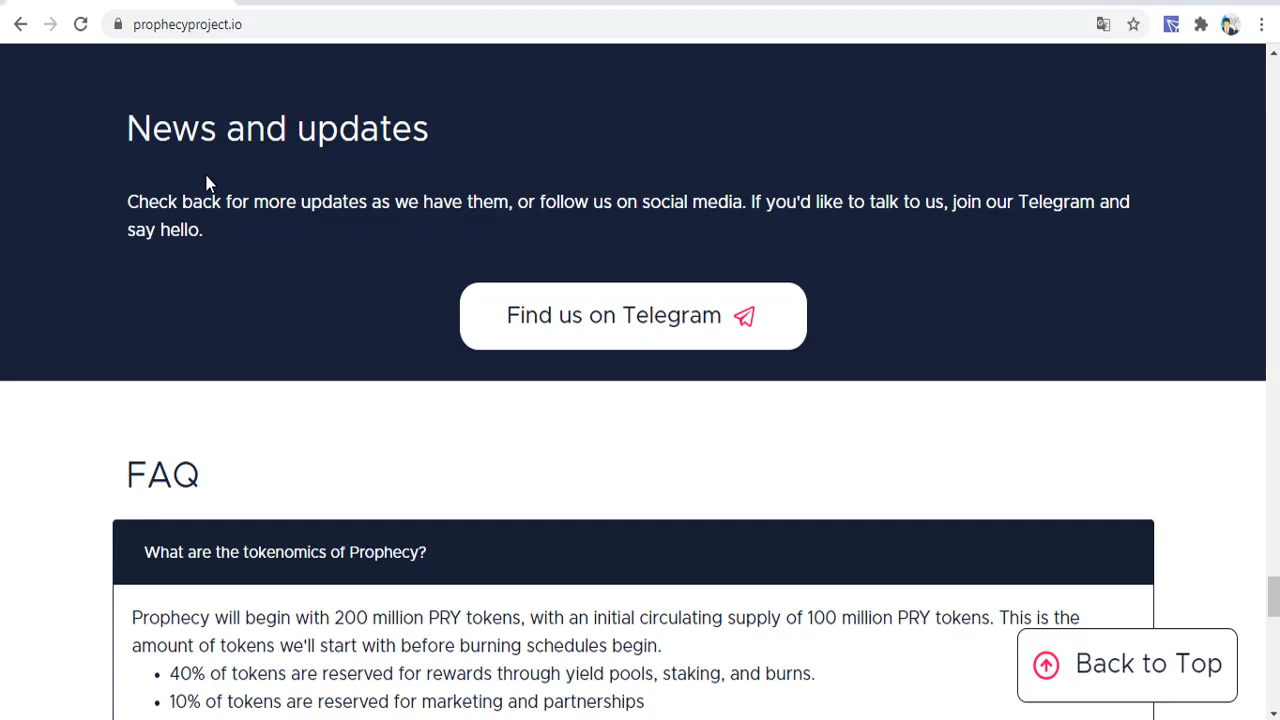 prophecyproject.io
News and updates
Check back for more updates as we have them, or follow us on social media. If you'd like to talk to us, join our Telegram and
say hello.
Find us on Telegram
FAQ
What are the tokenomics of Prophecy?
Prophecy will begin with 200 million PRY tokens, with an initial circulating supply of 100 million PRY tokens. This is the
amount of tokens we'll start with before burning schedules begin.
Back to Top
• 40% of tokens are reserved for rewards through yield pools, staking, and burns.
• 10% of tokens are reserved for marketing and partnerships